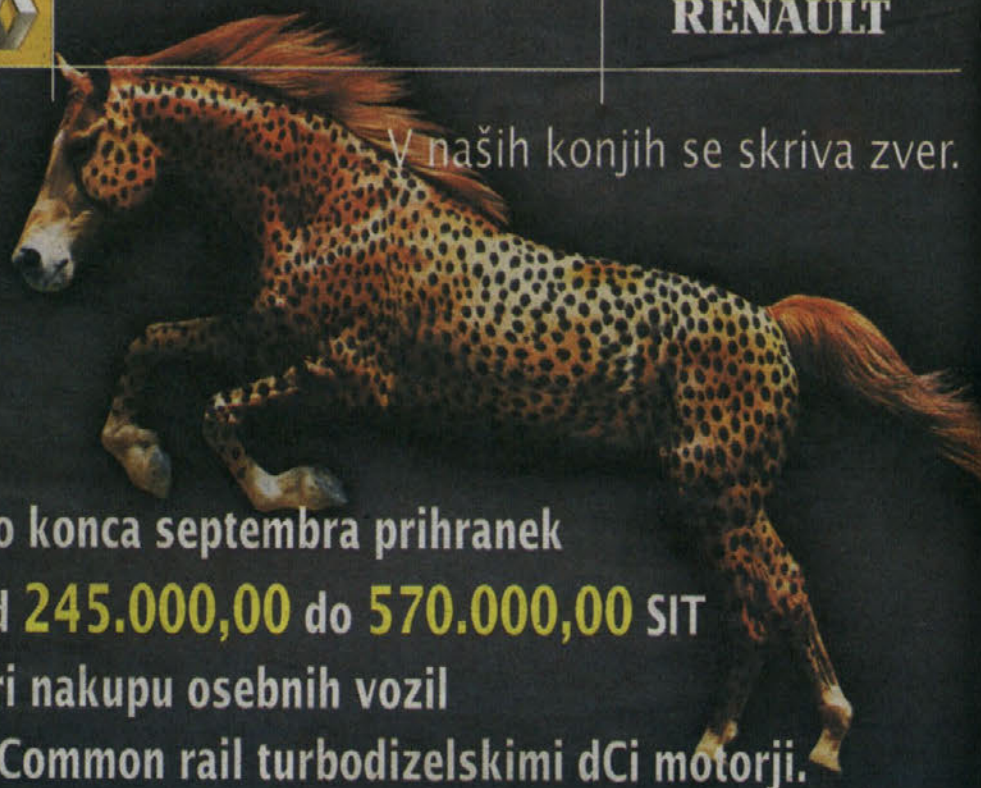 RENAULT
V naših konjih se skriva zver.
o konca septembra prihranek
d 245.000,00 do 570.000,00 SIT
ri nakupu osebnih vozil
Common rail turbodizelskimi dCi motorji.